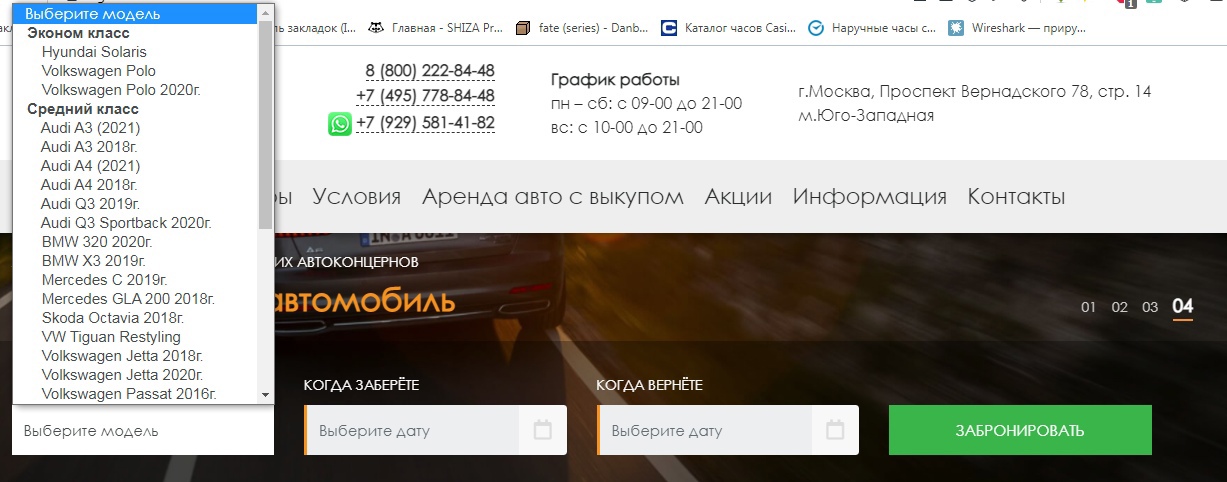 Выберите модель
Эконом класс
Hyundai Solaris
Volkswagen Polo
Volkswagen Polo 2020г.
Средний класс
Audi A3 (2021)
Audi A3 2018г.
Audi A4 (2021)
Audi A4 2018г.
Audi Q3 2019г.
Audi Q3 Sportback 2020г.
BMW 320 2020г.
BMW X3 2019г.
Mercedes C 2019г.
Mercedes GLA 200 2018г.
Skoda Octavia 2018г.
VW Tiguan Restyling
Volkswagen Jetta 2018г.
Volkswagen Jetta 2020г.
Volkswagen Passat 2016г.
Выберите модель
закладок (I... Главная - SHIZA Pr... fate (series) - Danb... Каталог часов Casi... Наручные часы с... Wireshark — приру...
1
8 (800) 222-84-48
+7 (495) 778-84-48
+7 (929) 581-41-82
График работы
пн – сб: с 09-00 до 21-00
вс: с 10-00 до 21-00
г.Москва, Проспект Вернадского 78, стр. 14
м.Юго-Западная
ры Условия Аренда авто с выкупом Акции Информация Контакты
ИХ АВТОКОНЦЕРНОВ
автомобиль
01 02 03 04
КОГДА ЗАБЕРЁТЕ
Выберите дату
КОГДА ВЕРНЁТЕ
Выберите дату
ЗАБРОНИРОВАТЬ